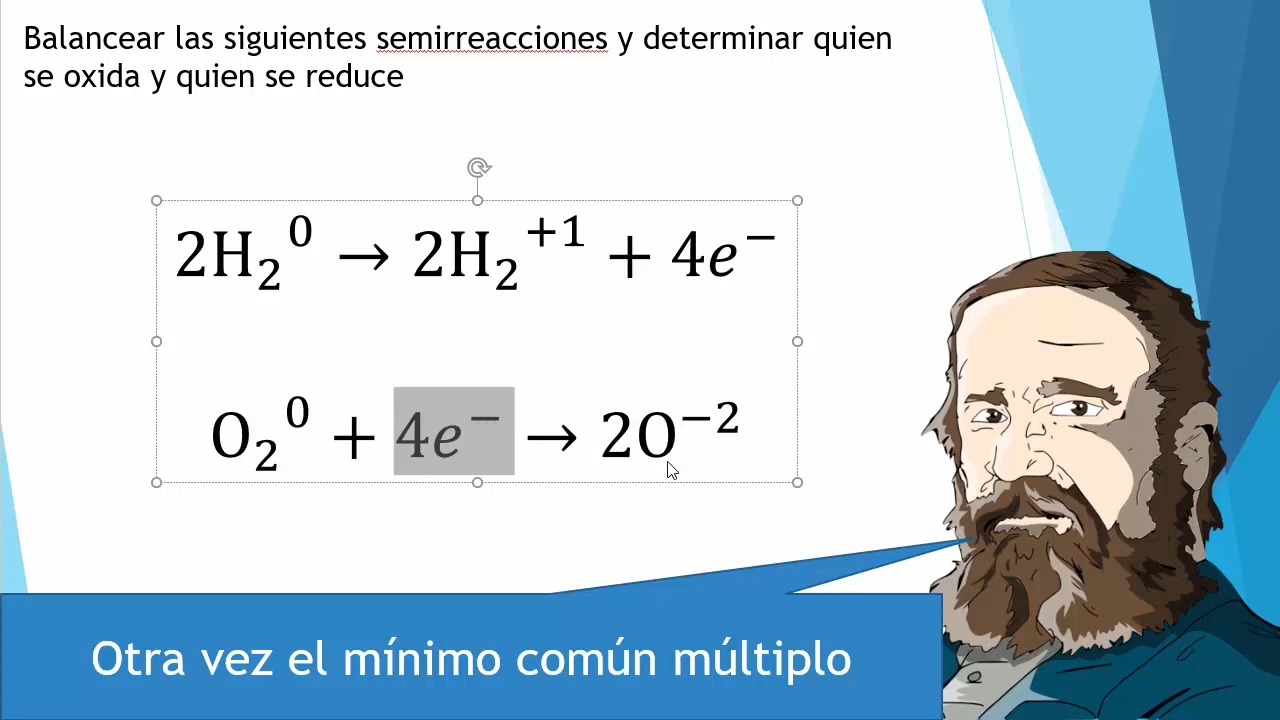 Balancear las siguientes semirreacciones y determinar quien
se oxida y quien se reduce
2H₂⁰ → 2H₂⁺¹ + 4e⁻
O₂⁰ + 4e⁻ → 2O⁻²
Otra vez el mínimo común múltiplo